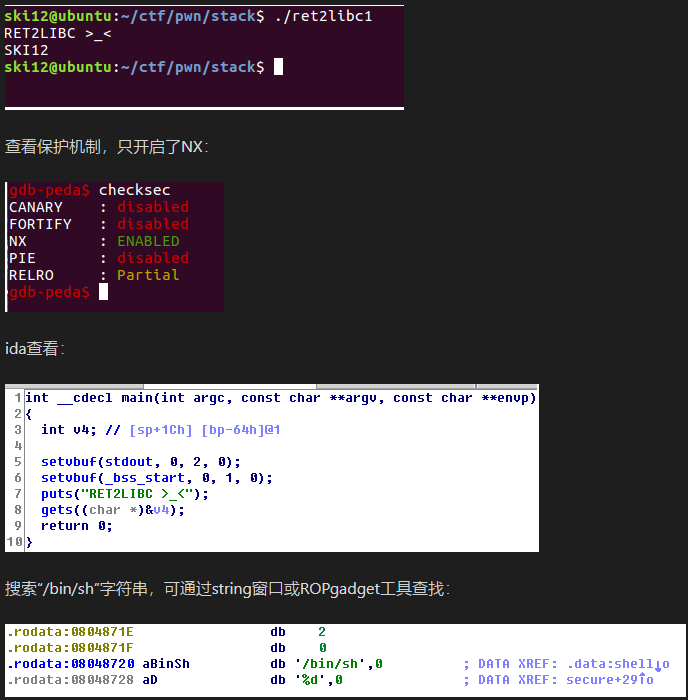 ski12@ubuntu:~/ctf/pwn/stack$ ./ret2libc1
RET2LIBC >_<
SKI12
ski12@ubuntu:~/ctf/pwn/stack$
查看保护机制，只开启了NX：
gdb-peda$ checksec
CANARY    : disabled
FORTIFY   : disabled
NX        : ENABLED
PIE       : disabled
RELRO     : Partial
gdb-peda$
ida查看：
1 int __cdecl main(int argc, const char **argv, const char **envp)
2 {
3   int v4; // [sp+1Ch] [bp-64h]@1
4
5   setvbuf(stdout, 0, 2, 0);
6   setvbuf(_bss_start, 0, 1, 0);
7   puts("RET2LIBC >_<");
8   gets((char *)&v4);
9   return 0;
10 }
搜索“/bin/sh”字符串，可通过string窗口或ROPgadget工具查找：
.rodata:0804871E                 db    2
.rodata:0804871F                 db    0
.rodata:08048720 aBinSh          db '/bin/sh',0          ; DATA XREF: .data:shell↓o
.rodata:08048728 aD              db '%d',0               ; DATA XREF: secure+29↑o